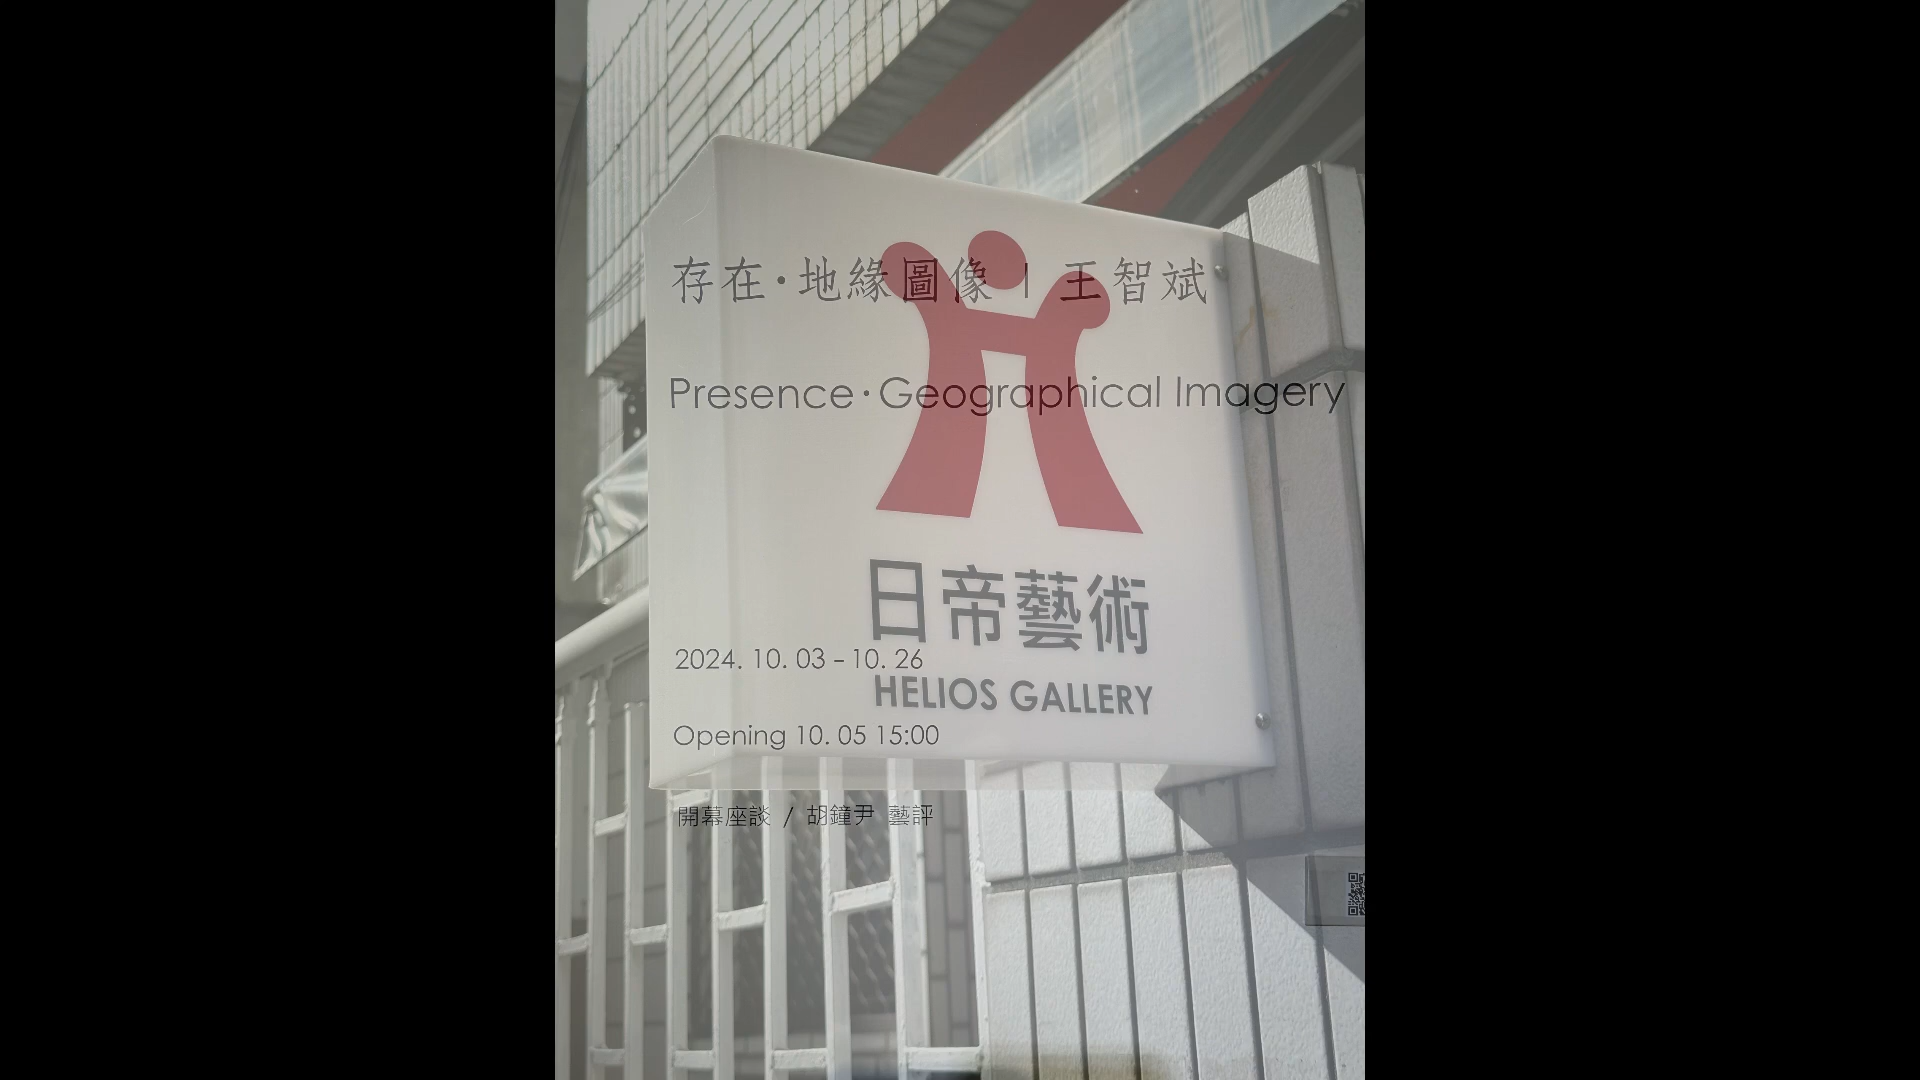 存在·地緣圖像 | 王智斌
Presence·Geographical Imagery
日帝藝術
2024. 10. 03 - 10. 26
HELIOS GALLERY
Opening 10. 05 15:00
開幕座談 / 胡鐘尹 藝評